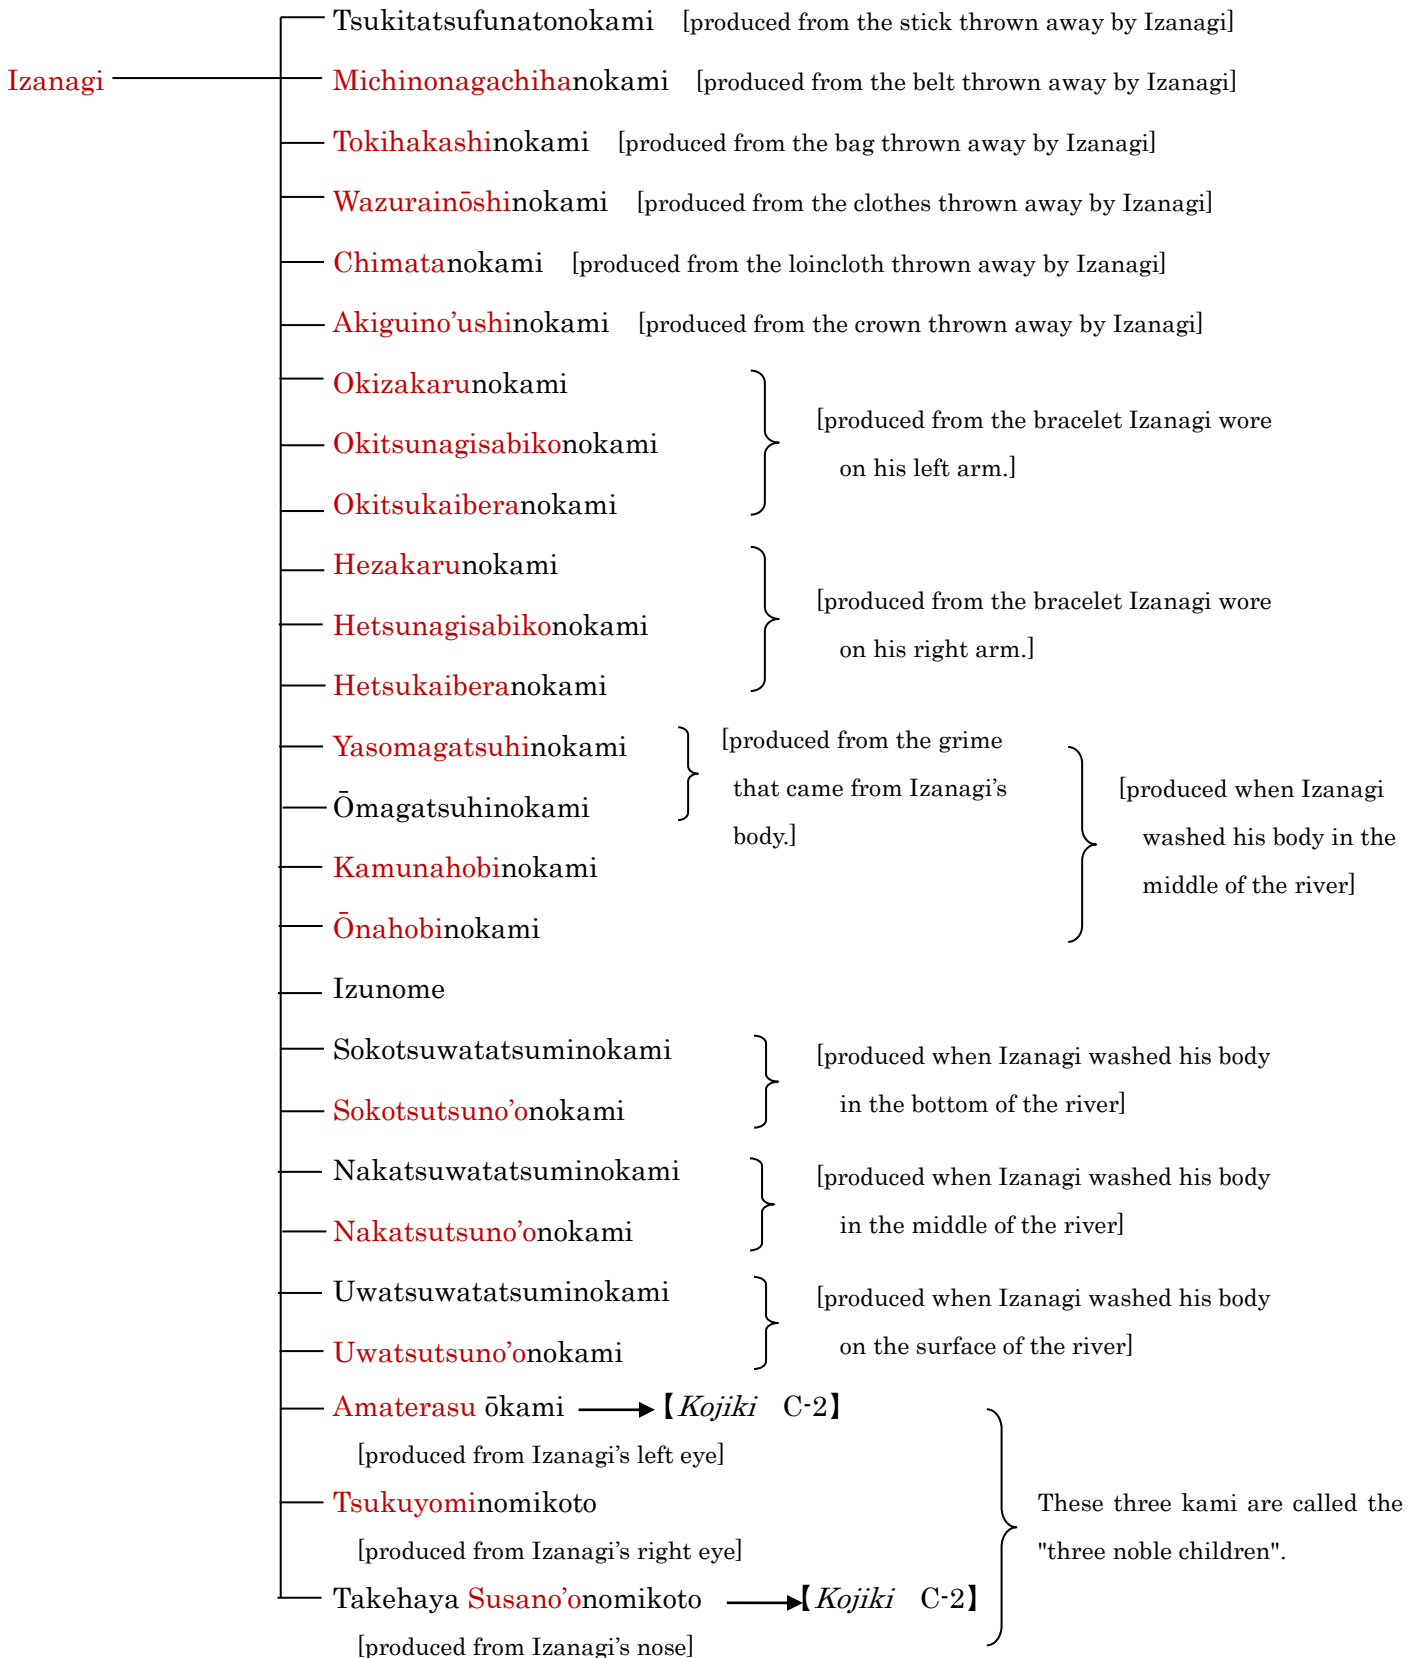 Tsukitatsufunatonokami [produced from the stick thrown away by Izanagi]
Izanagi
Michinonagachihanokami [produced from the belt thrown away by Izanagi]
Tokihakashinokami [produced from the bag thrown away by Izanagi]
Wazurainōshinokami [produced from the clothes thrown away by Izanagi]
Chimatanokami [produced from the loincloth thrown away by Izanagi]
Akiguino’ushinokami [produced from the crown thrown away by Izanagi]
Okizakarunokami
Okitsunagisabikonokami
Okitsukaiberanokami
[produced from the bracelet Izanagi wore
on his left arm.]
Hezakarunokami
Hetsunagisabikonokami
Hetsukaiberanokami
[produced from the bracelet Izanagi wore
on his right arm.]
Yasomagatsuhinokami
Ōmagatsuhinokami
[produced from the grime
that came from Izanagi’s
body.]
Kamunahobinokami
Ōnahobinokami
[produced when Izanagi
washed his body in the
middle of the river]
Izunome
Sokotsuwatatsuminokami
Sokotsutsuno’onokami
[produced when Izanagi washed his body
in the bottom of the river]
Nakatsuwatatsuminokami
Nakatsutsuno’onokami
[produced when Izanagi washed his body
in the middle of the river]
Uwatsuwatatsuminokami
Uwatsutsuno’onokami
[produced when Izanagi washed his body
on the surface of the river]
Amaterasu ōkami 【Kojiki C-2】
[produced from Izanagi’s left eye]
Tsukuyominomikoto
[produced from Izanagi’s right eye]
Takehaya Susano’onomikoto 【Kojiki C-2】
[produced from Izanagi’s nose]
These three kami are called the
"three noble children".